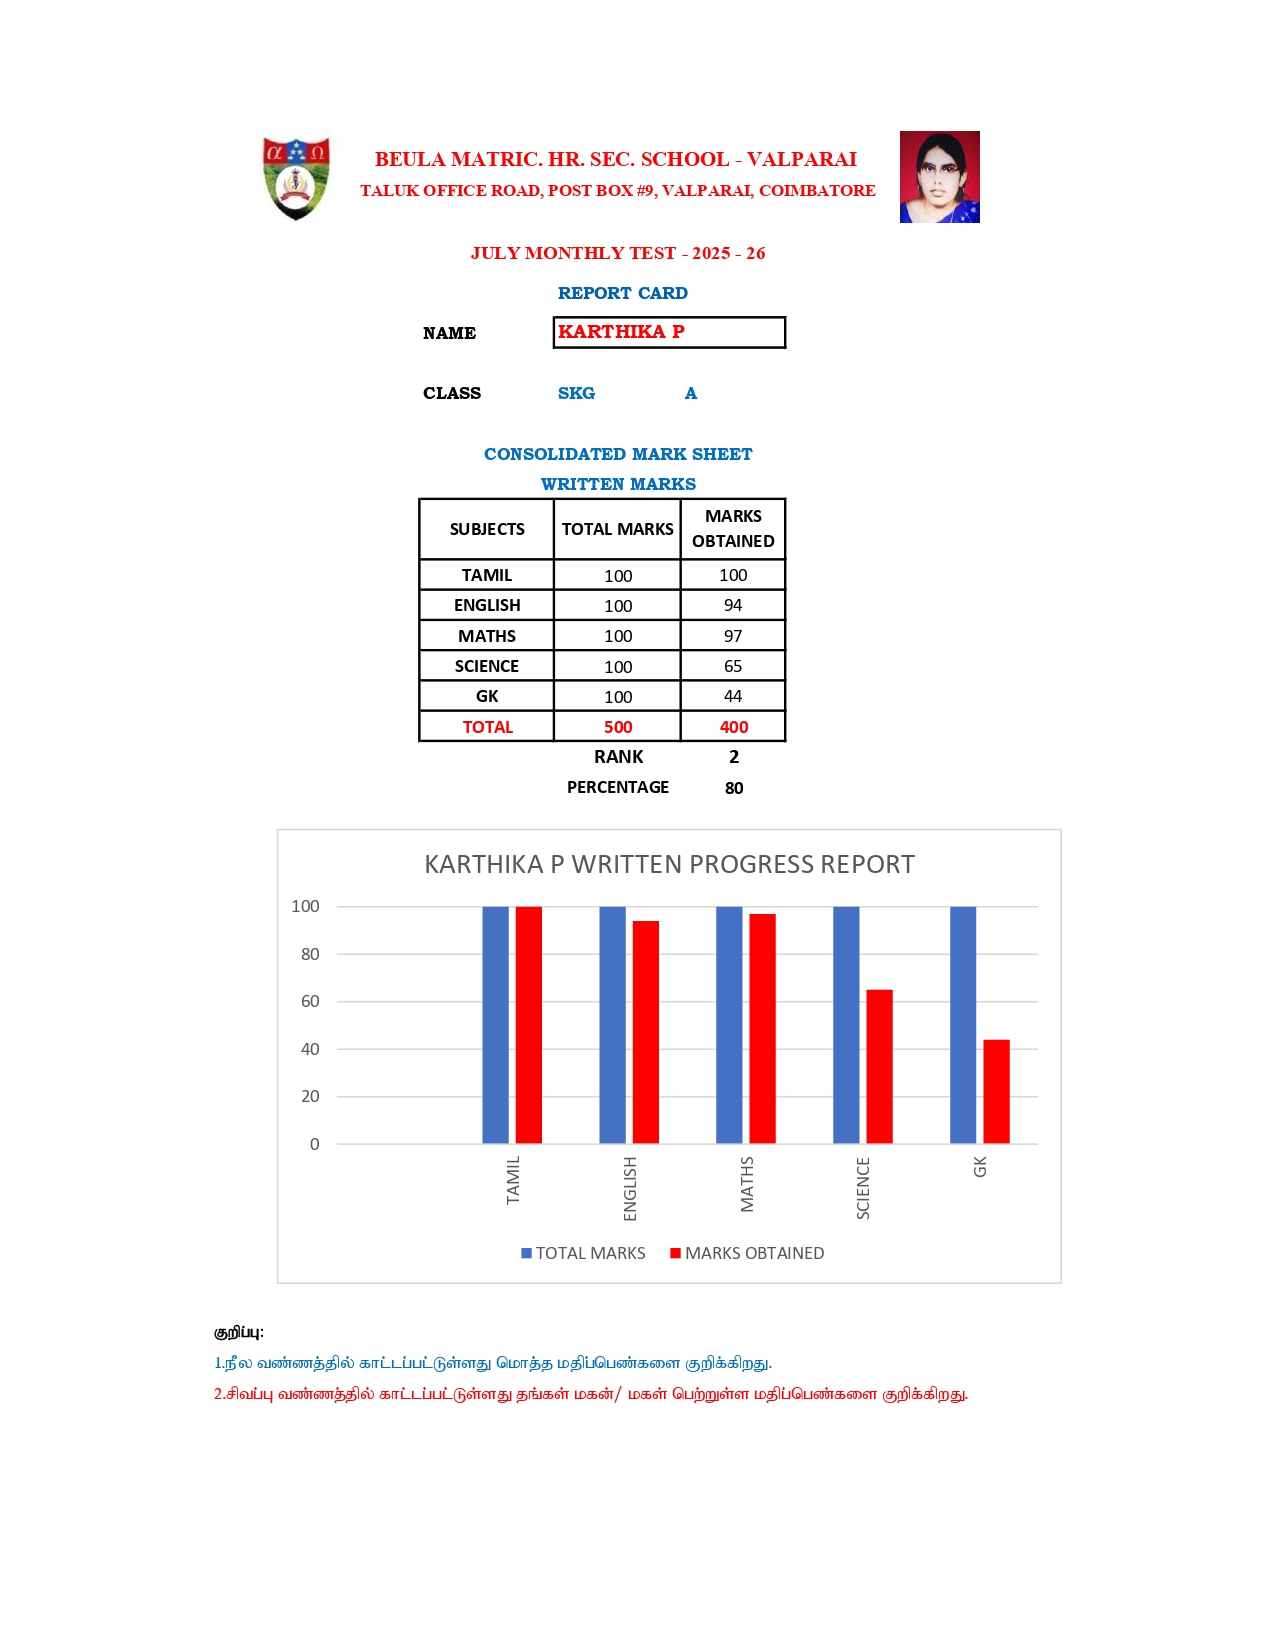 α Ω
BEULA MATRIC. HR. SEC. SCHOOL - VALPARAI
TALUK OFFICE ROAD, POST BOX #9, VALPARAI, COIMBATORE
JULY MONTHLY TEST - 2025 - 26
REPORT CARD
NAME KARTHIKA P
CLASS SKG A
CONSOLIDATED MARK SHEET
WRITTEN MARKS
SUBJECTS TOTAL MARKS MARKS OBTAINED
TAMIL 100 100
ENGLISH 100 94
MATHS 100 97
SCIENCE 100 65
GK 100 44
TOTAL 500 400
RANK 2
PERCENTAGE 80
KARTHIKA P WRITTEN PROGRESS REPORT
100
80
60
40
20
0
TAMIL ENGLISH MATHS SCIENCE GK
TOTAL MARKS MARKS OBTAINED
குறிப்பு:
1.நீல வண்ணத்தில் காட்டப்பட்டுள்ளது மொத்த மதிப்பெண்களை குறிக்கிறது.
2.சிவப்பு வண்ணத்தில் காட்டப்பட்டுள்ளது தங்கள் மகன்/ மகள் பெற்றுள்ள மதிப்பெண்களை குறிக்கிறது.